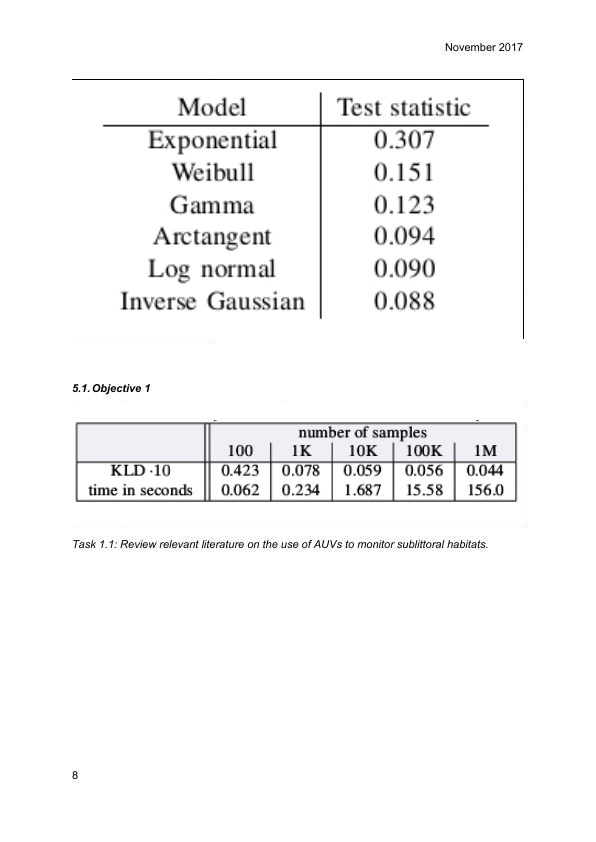 November 2017
Model Test statistic
Exponential 0.307
Weibull 0.151
Gamma 0.123
Arctangent 0.094
Log normal 0.090
Inverse Gaussian 0.088
5.1. Objective 1
number of samples
100 1K 10K 100K 1M
KLD ·10 0.423 0.078 0.059 0.056 0.044
time in seconds 0.062 0.234 1.687 15.58 156.0
Task 1.1: Review relevant literature on the use of AUVs to monitor sublittoral habitats.
8